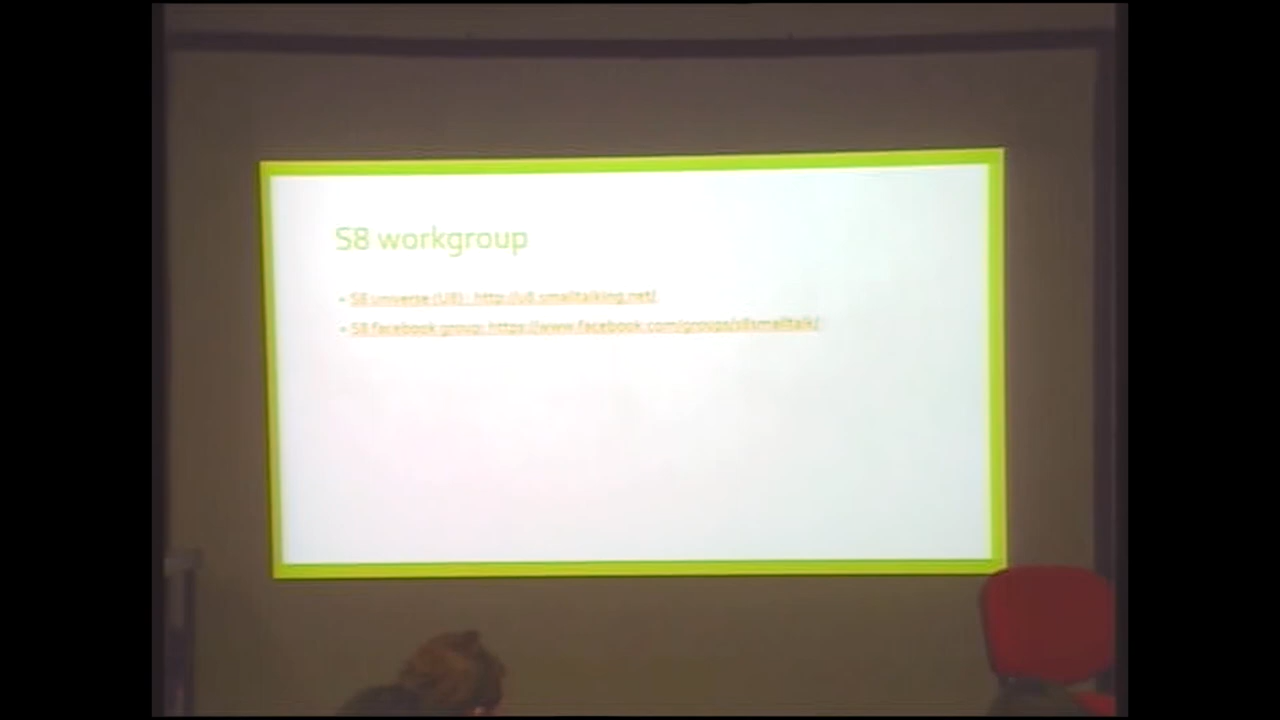 S8 workgroup
• S8 universe (U8) : http://u8.smalltalking.net/
• S8 facebook group: https://www.facebook.com/groups/s8smalltalk/